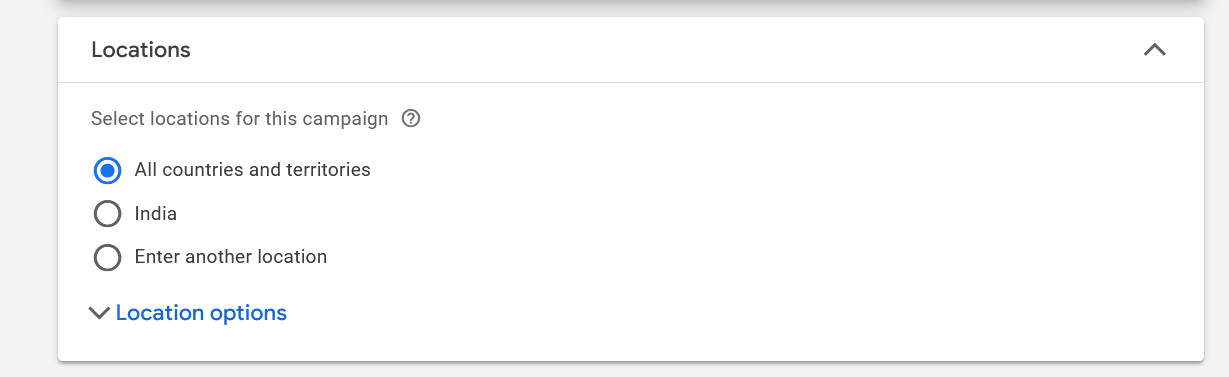 Locations
Select locations for this campaign
All countries and territories
India
Enter another location
Location options